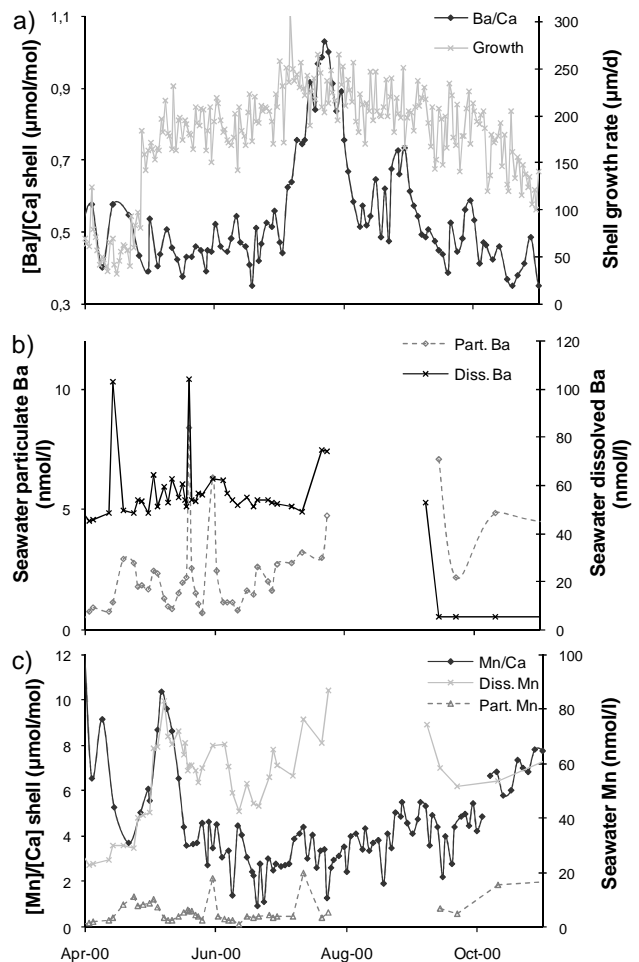 a)
1,1
0,9
0,7
0,5
0,3
[Ba]/[Ca] shell (µmol/mol)
Ba/Ca
Growth
300
250
200
150
100
50
0
Shell growth rate (µm/d)
b)
10
5
0
Seawater particulate Ba
(nmol/l)
Part. Ba
Diss. Ba
120
100
80
60
40
20
0
Seawater dissolved Ba
(nmol/l)
c)
12
10
8
6
4
2
0
[Mn]/[Ca] shell (µmol/mol)
Mn/Ca
Diss. Mn
Part. Mn
100
80
60
40
20
0
Seawater Mn (nmol/l)
Apr-00
Jun-00
Aug-00
Oct-00